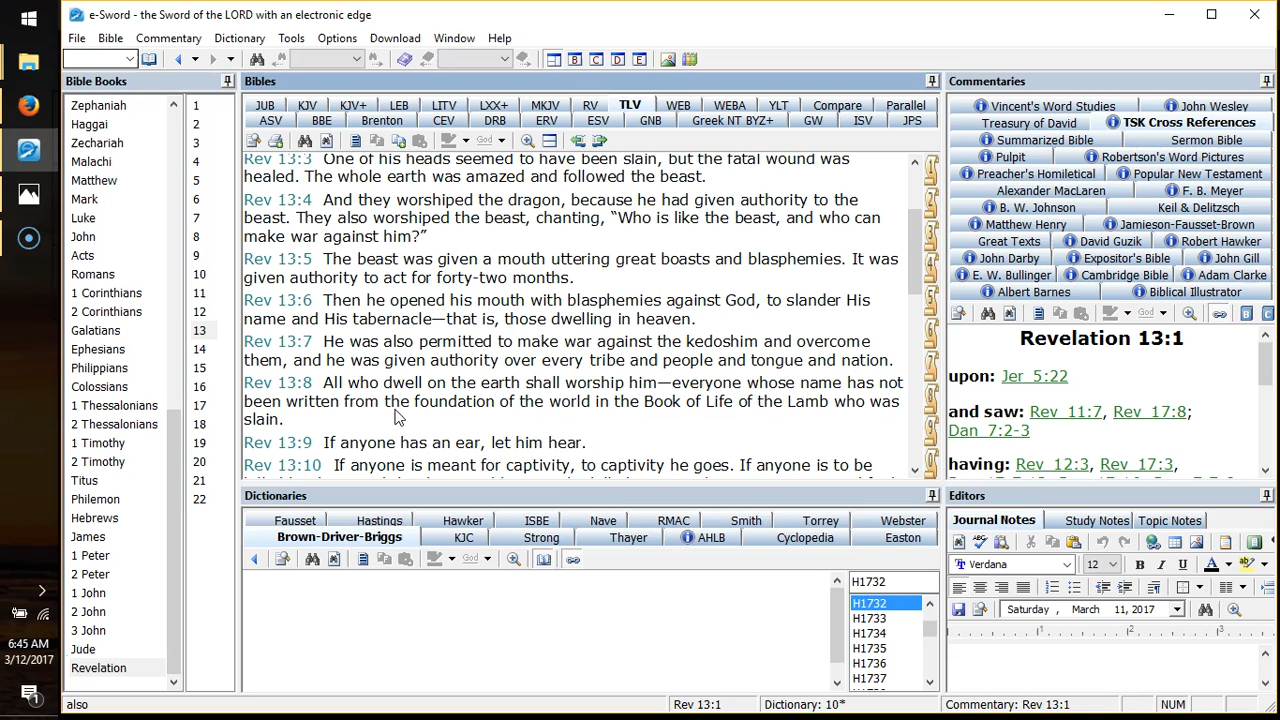 e-Sword - the Sword of the LORD with an electronic edge
File Bible Commentary Dictionary Tools Options Download Window Help
Bible Books
Zephaniah
Haggai
Zechariah
Malachi
Matthew
Mark
Luke
John
Acts
Romans
1 Corinthians
2 Corinthians
Galatians
Ephesians
Philippians
Colossians
1 Thessalonians
2 Thessalonians
1 Timothy
2 Timothy
Titus
Philemon
Hebrews
James
1 Peter
2 Peter
1 John
2 John
3 John
Jude
Revelation
1
2
3
4
5
6
7
8
9
10
11
12
13
14
15
16
17
18
19
20
21
22
Bibles
JUB KJV KJV+ LEB LITV LXX+ MKJV RV TLV WEB WEBA YLT Compare Parallel
ASV BBE Brenton CEV DRB ERV ESV GNB Greek NT BYZ+ GW ISV JPS
God
Rev 13:3 One of his heads seemed to have been slain, but the fatal wound was
healed. The whole earth was amazed and followed the beast.
Rev 13:4 And they worshiped the dragon, because he had given authority to the
beast. They also worshiped the beast, chanting, “Who is like the beast, and who can
make war against him?”
Rev 13:5 The beast was given a mouth uttering great boasts and blasphemies. It was
given authority to act for forty-two months.
Rev 13:6 Then he opened his mouth with blasphemies against God, to slander His
name and His tabernacle—that is, those dwelling in heaven.
Rev 13:7 He was also permitted to make war against the kedoshim and overcome
them, and he was given authority over every tribe and people and tongue and nation.
Rev 13:8 All who dwell on the earth shall worship him—everyone whose name has not
been written from the foundation of the world in the Book of Life of the Lamb who was
slain.
Rev 13:9 If anyone has an ear, let him hear.
Rev 13:10 If anyone is meant for captivity, to captivity he goes. If anyone is to be
Dictionaries
Fausset Hastings Hawker ISBE Nave RMAC Smith Torrey Webster
Brown-Driver-Briggs KJC Strong Thayer AHLB Cyclopedia Easton
God
H1732
H1732
H1733
H1734
H1735
H1736
H1737
Commentaries
Vincent's Word Studies John Wesley
Treasury of David TSK Cross References
Summarized Bible Sermon Bible
Pulpit Robertson's Word Pictures
Preacher's Homiletical Popular New Testament
Alexander MacLaren F. B. Meyer
B. W. Johnson Keil & Delitzsch
Matthew Henry Jamieson-Fausset-Brown
Great Texts David Guzik Robert Hawker
John Darby Expositor's Bible John Gill
E. W. Bullinger Cambridge Bible Adam Clarke
Albert Barnes Biblical Illustrator
God B C
Revelation 13:1
upon: Jer_5:22
and saw: Rev_11:7, Rev_17:8;
Dan_7:2-3
having: Rev_12:3, Rev_17:3,
Editors
Journal Notes Study Notes Topic Notes
Verdana 12 B I U A
Saturday , March 11, 2017
1 2 3
6:45 AM
3/12/2017
1
also Rev 13:1 Dictionary: 10* Commentary: Rev 13:1 NUM